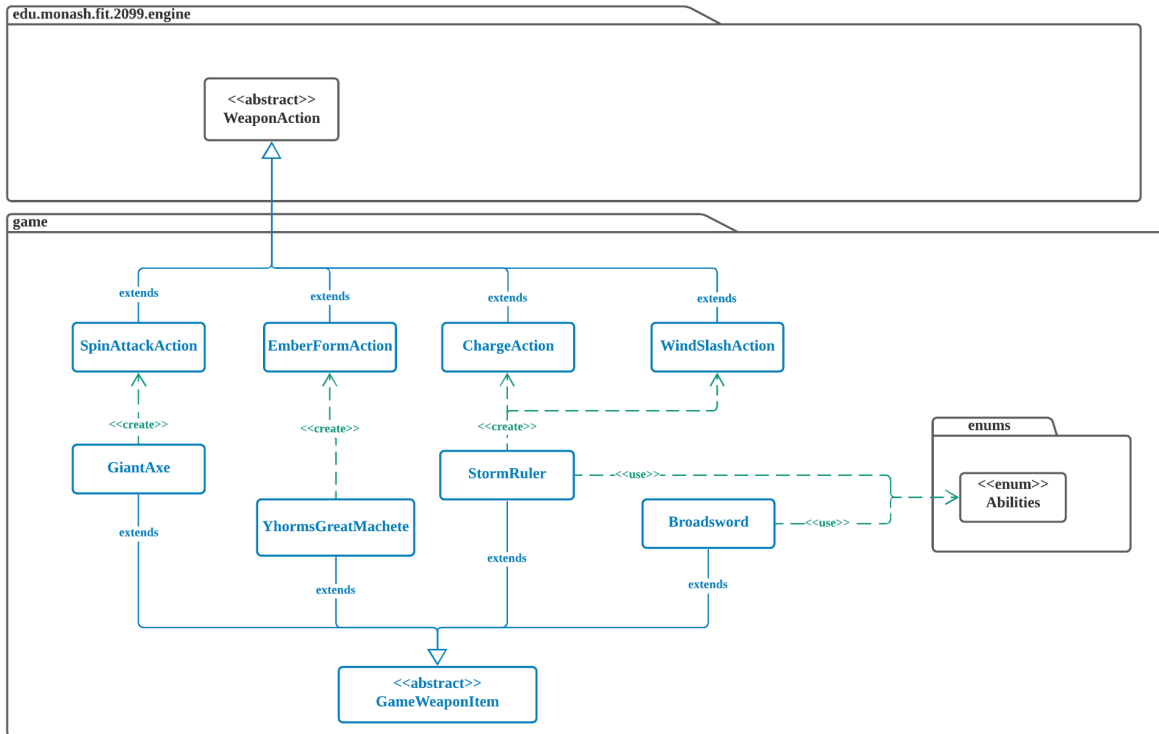 edu.monash.fit.2099.engine
<<abstract>>
WeaponAction
game
extends
extends
extends
extends
SpinAttackAction
EmberFormAction
ChargeAction
WindSlashAction
<<create>>
<<create>>
<<create>>
enums
GiantAxe
StormRuler
<<use>>
<<enum>>
Abilities
YhormsGreatMachete
Broadsword
<<use>>
extends
extends
extends
extends
<<abstract>>
GameWeaponItem